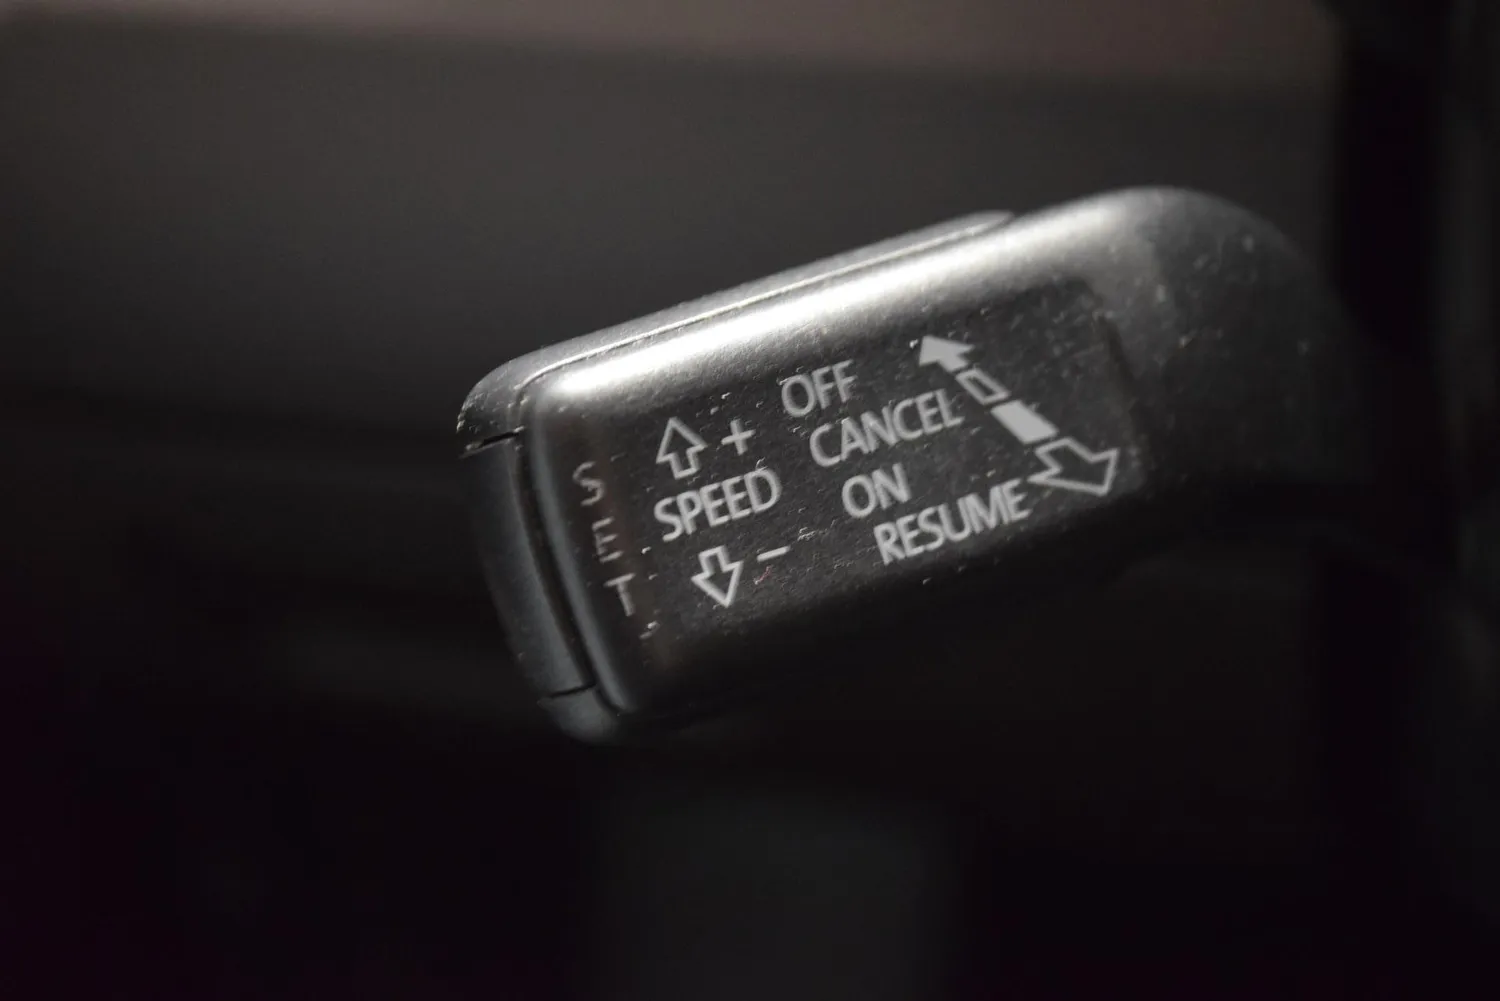 SET
+
SPEED
-
OFF
CANCEL
ON
RESUME